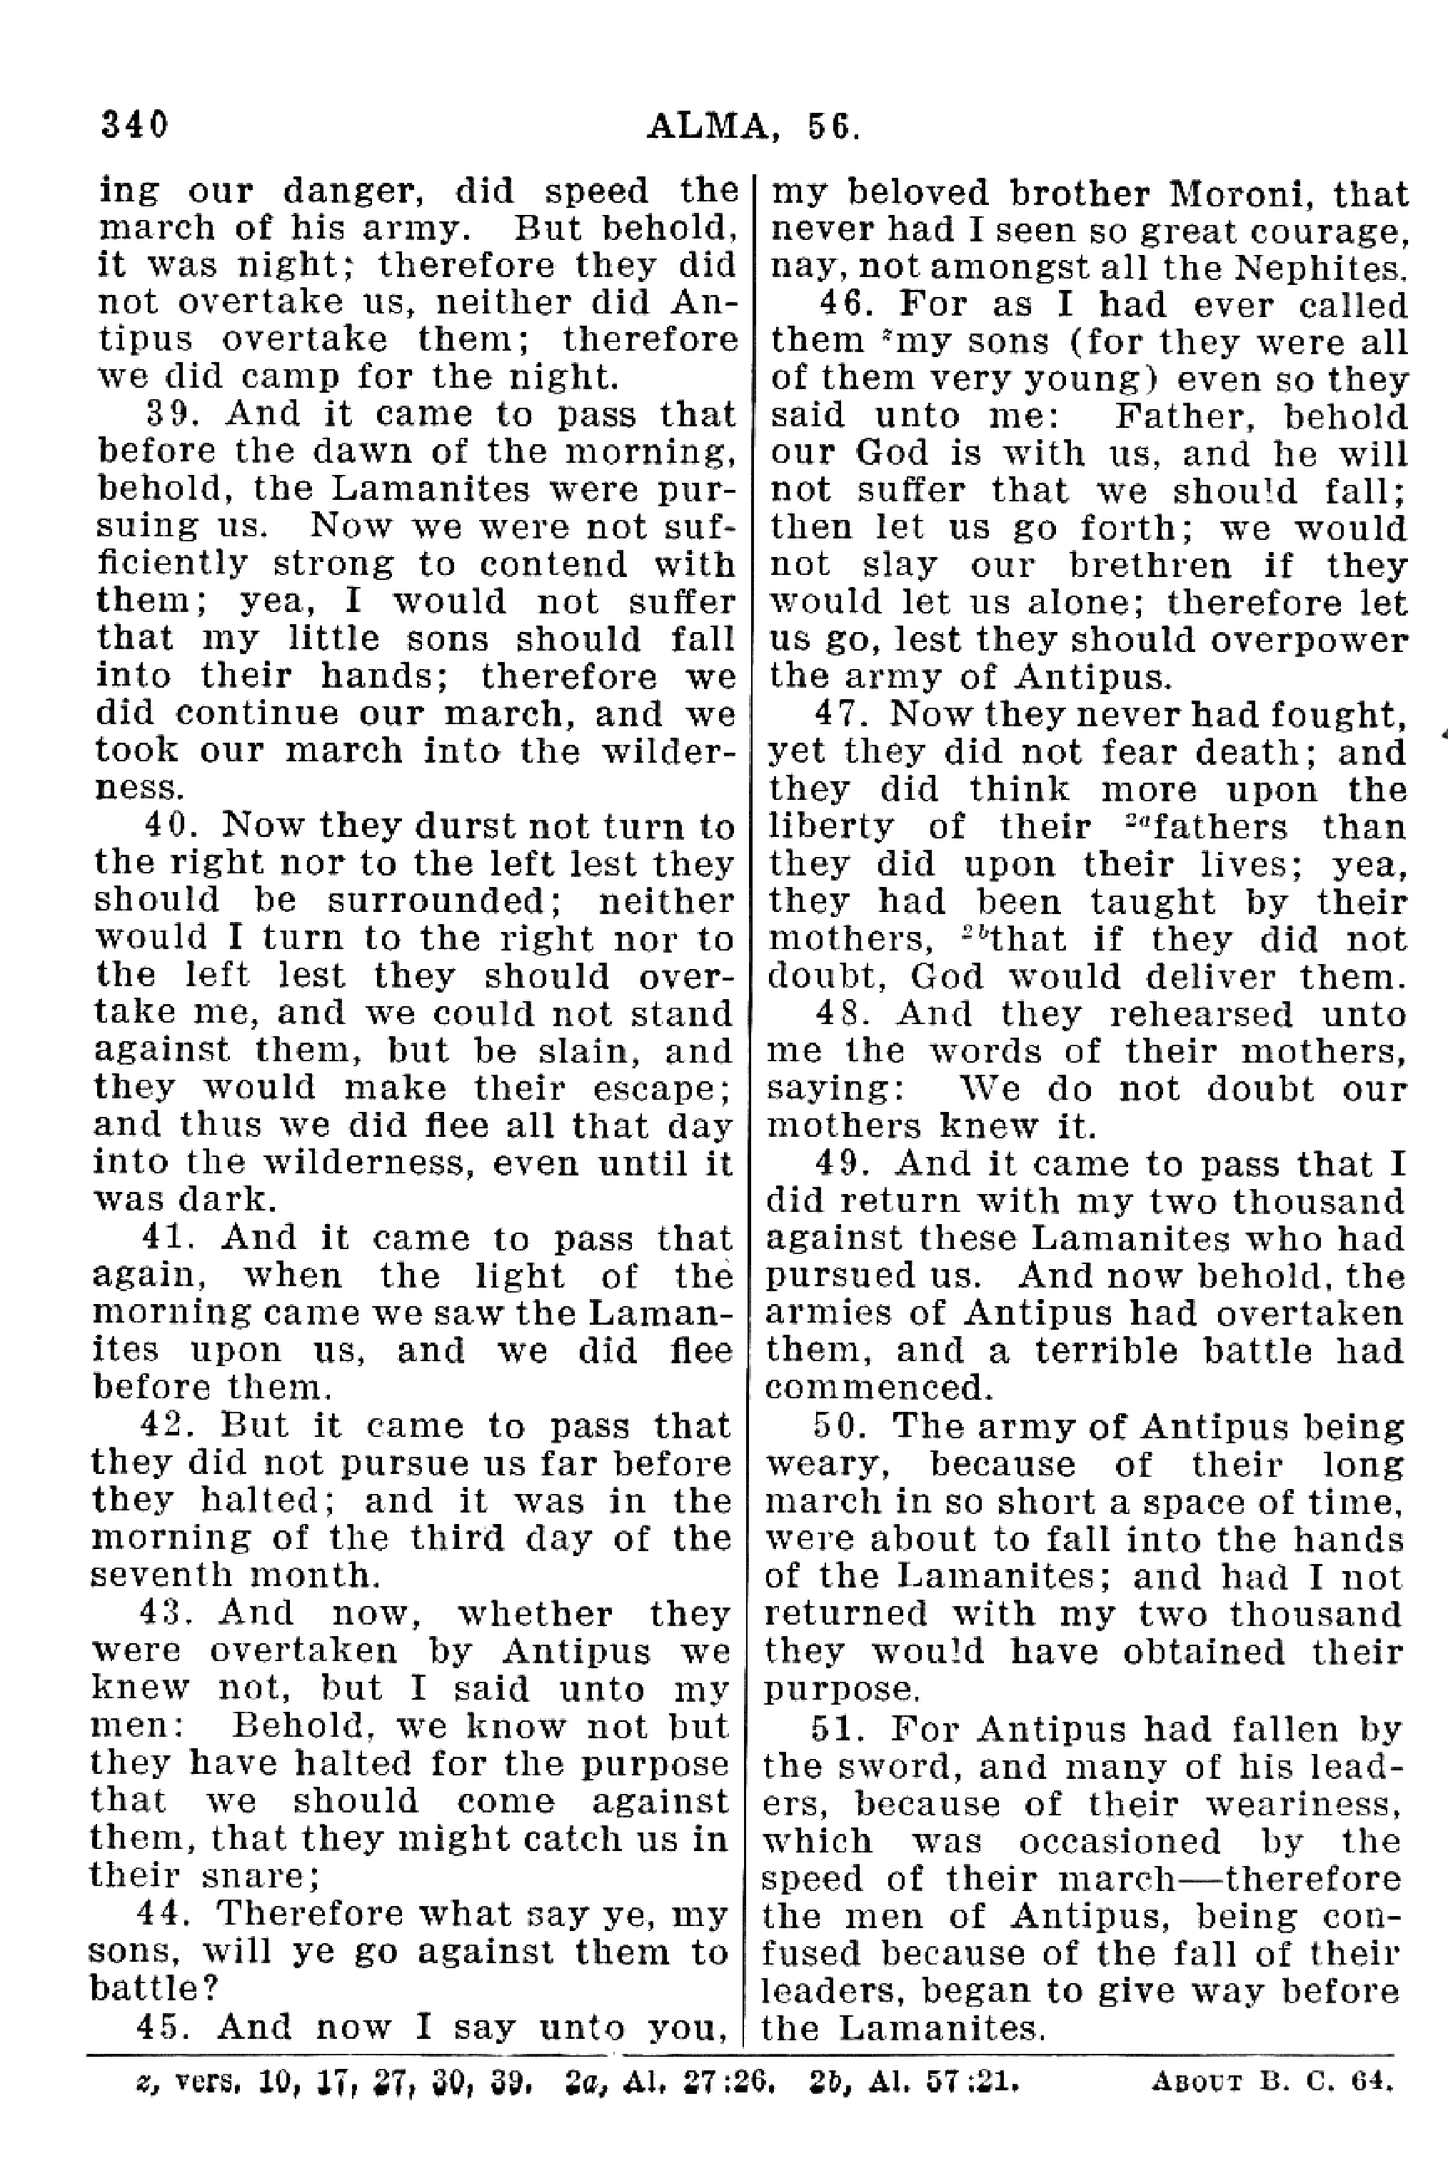 340
ALMA, 56.
ing our danger, did speed the
march of his army. But behold,
it was night; therefore they did
not overtake us, neither did An-
tipus overtake them; therefore
we did camp for the night.
39. And it came to pass that
before the dawn of the morning,
behold, the Lamanites were pur-
suing us. Now we were not suf-
ficiently strong to contend with
them; yea, I would not suffer
that my little sons should fall
into their hands; therefore we
did continue our march, and we
took our march into the wilder-
ness.
40. Now they durst not turn to
the right nor to the left lest they
should be surrounded; neither
would I turn to the right nor to
the left lest they should over-
take me, and we could not stand
against them, but be slain, and
they would make their escape;
and thus we did flee all that day
into the wilderness, even until it
was dark.
41. And it came to pass that
again, when the light of the
morning came we saw the Laman-
ites upon us, and we did flee
before them.
42. But it came to pass that
they did not pursue us far before
they halted; and it was in the
morning of the third day of the
seventh month.
43. And now, whether they
were overtaken by Antipus we
knew not, but I said unto my
men: Behold, we know not but
they have halted for the purpose
that we should come against
them, that they might catch us in
their snare;
44. Therefore what say ye, my
sons, will ye go against them to
battle?
45. And now I say unto you,
my beloved brother Moroni, that
never had I seen so great courage,
nay, not amongst all the Nephites.
46. For as I had ever called
them zmy sons (for they were all
of them very young) even so they
said unto me: Father, behold
our God is with us, and he will
not suffer that we should fall;
then let us go forth; we would
not slay our brethren if they
would let us alone; therefore let
us go, lest they should overpower
the army of Antipus.
47. Now they never had fought,
yet they did not fear death; and
they did think more upon the
liberty of their 2afathers than
they did upon their lives; yea,
they had been taught by their
mothers, 2bthat if they did not
doubt, God would deliver them.
48. And they rehearsed unto
me the words of their mothers,
saying: We do not doubt our
mothers knew it.
49. And it came to pass that I
did return with my two thousand
against these Lamanites who had
pursued us. And now behold, the
armies of Antipus had overtaken
them, and a terrible battle had
commenced.
50. The army of Antipus being
weary, because of their long
march in so short a space of time,
were about to fall into the hands
of the Lamanites; and had I not
returned with my two thousand
they would have obtained their
purpose.
51. For Antipus had fallen by
the sword, and many of his lead-
ers, because of their weariness,
which was occasioned by the
speed of their march—therefore
the men of Antipus, being con-
fused because of the fall of their
leaders, began to give way before
the Lamanites.
z, vers. 10, 17, 27, 30, 39. 2a, Al. 27:26. 2b, Al. 57:21. ABOUT B. C. 64.